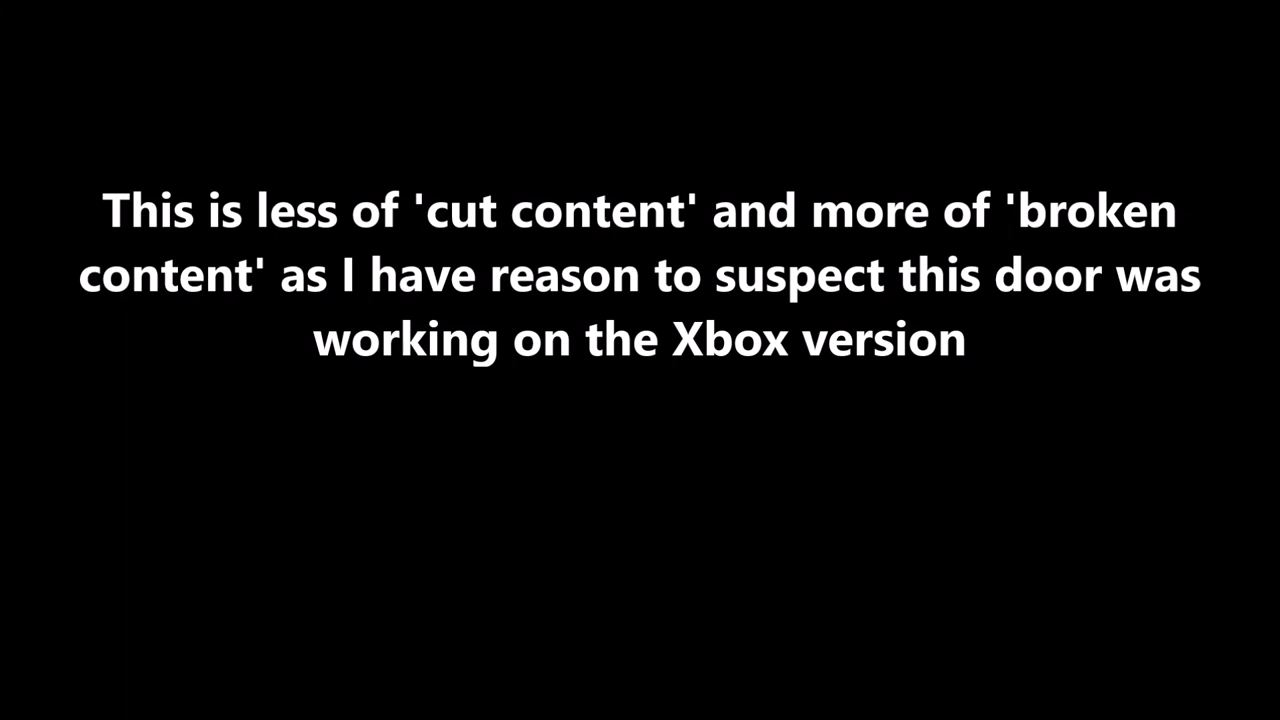 This is less of 'cut content' and more of 'broken
content' as I have reason to suspect this door was
working on the Xbox version